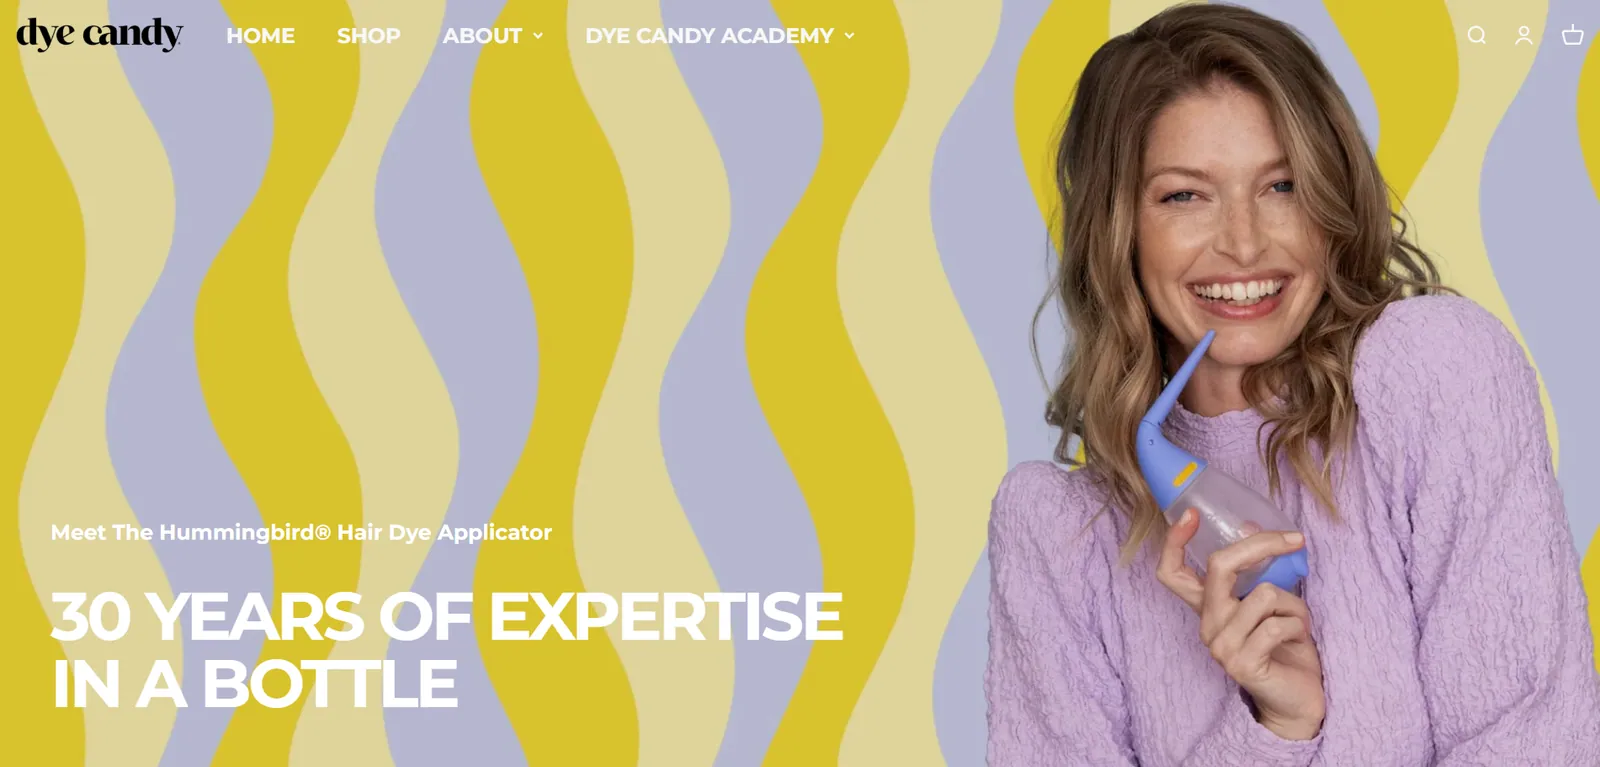 dye candy
HOME
SHOP
ABOUT
DYE CANDY ACADEMY
Meet The Hummingbird® Hair Dye Applicator
30 YEARS OF EXPERTISE
IN A BOTTLE